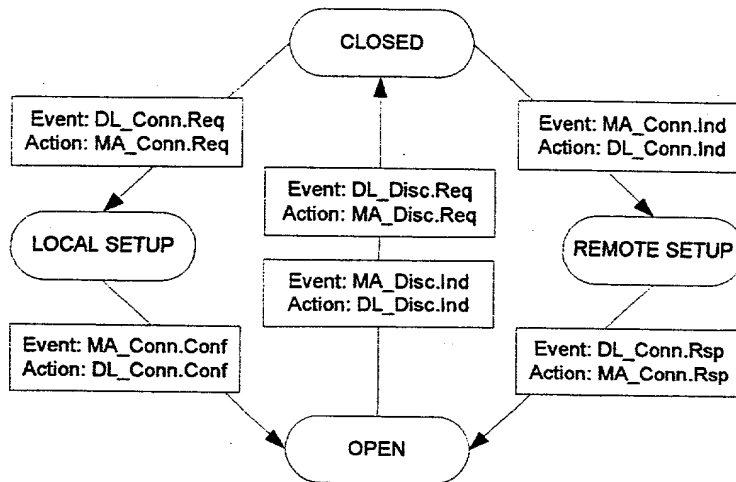 CLOSED
Event: DL_Conn.Req
Action: MA_Conn.Req
Event: MA_Conn.Ind
Action: DL_Conn.Ind
Event: DL_Disc.Req
Action: MA_Disc.Req
LOCAL SETUP
REMOTE SETUP
Event: MA_Disc.Ind
Action: DL_Disc.Ind
Event: MA_Conn.Conf
Action: DL_Conn.Conf
Event: DL_Conn.Rsp
Action: MA_Conn.Rsp
OPEN